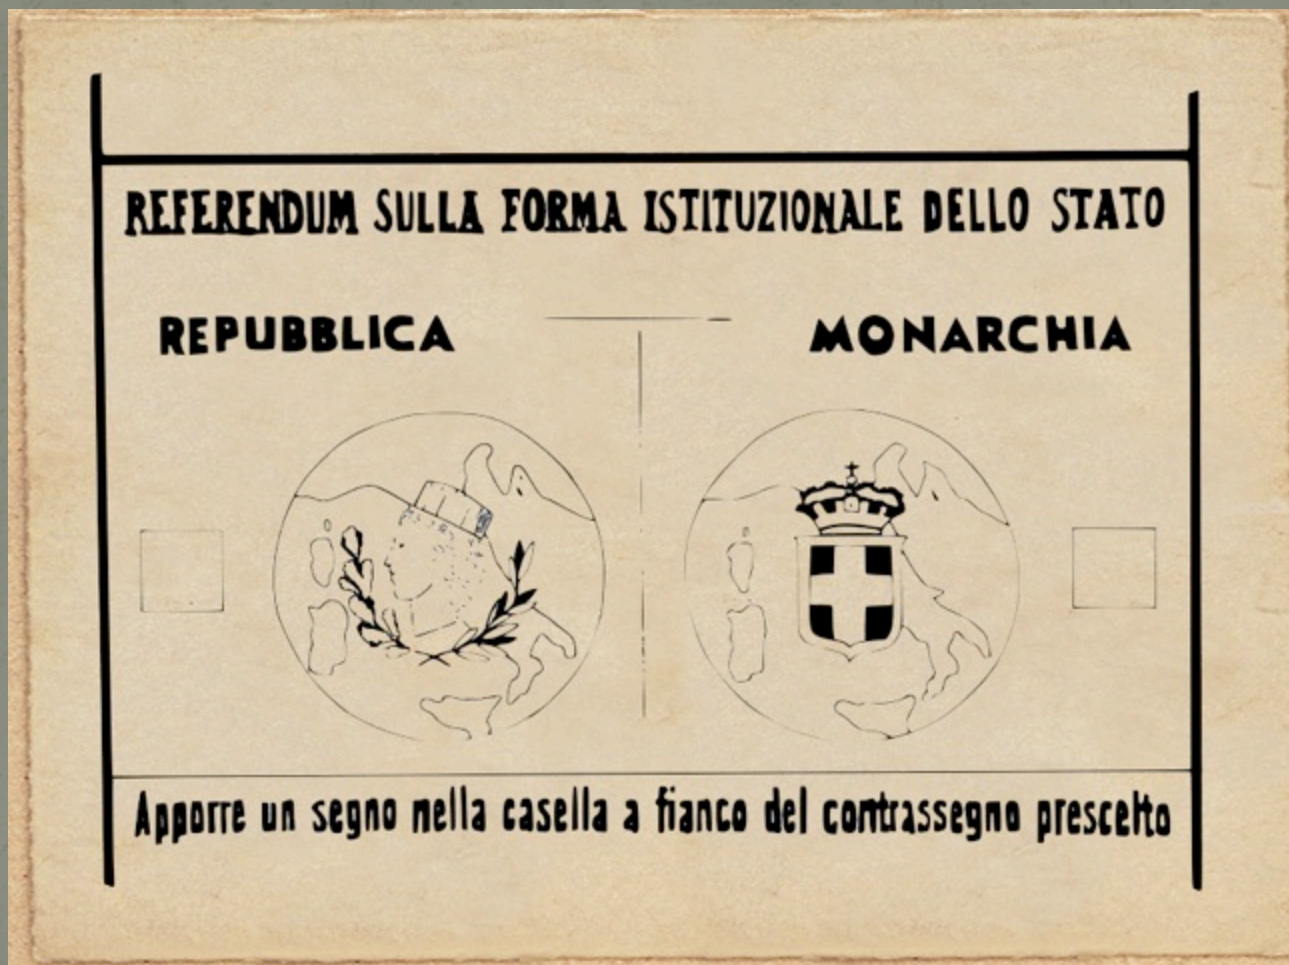 REFERENDUM SULLA FORMA ISTITUZIONALE DELLO STATO
REPUBBLICA
MONARCHIA
Apporre un segno nella casella a fianco del contrassegno prescelto